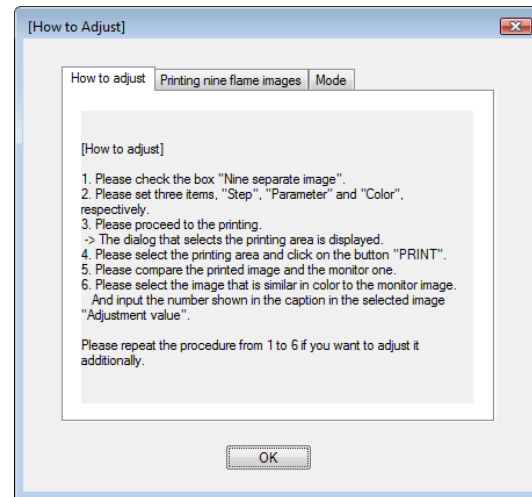 [How to Adjust]
How to adjust
Printing nine flame images
Mode
[How to adjust]
1. Please check the box "Nine separate image".
2. Please set three items, "Step", "Parameter" and "Color",
respectively.
3. Please proceed to the printing.
-> The dialog that selects the printing area is displayed.
4. Please select the printing area and click on the button "PRINT".
5. Please compare the printed image and the monitor one.
6. Please select the image that is similar in color to the monitor image.
And input the number shown in the caption in the selected image
"Adjustment value".
Please repeat the procedure from 1 to 6 if you want to adjust it
additionally.
OK